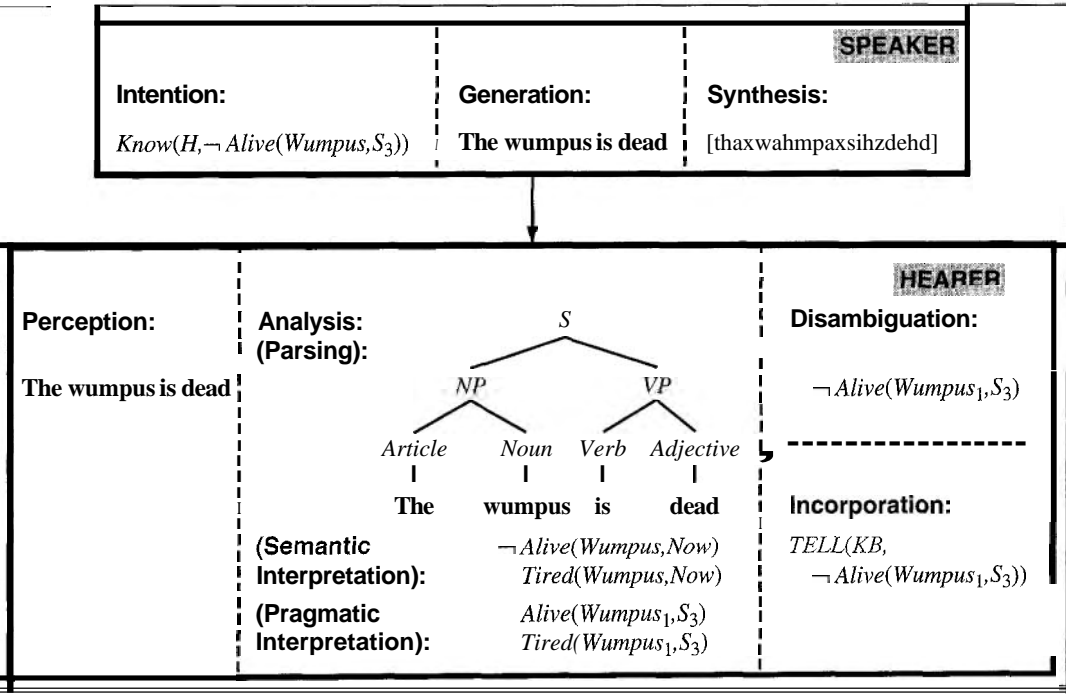 SPEAKER
Intention:
Know(H,¬ Alive(Wumpus,S₃))
Generation:
The wumpus is dead
Synthesis:
[thaxwahmpaxsihzdehd]
HEARER
Perception:
The wumpus is dead
Analysis:
(Parsing):
S
NP VP
Article Noun Verb Adjective
The wumpus is dead
(Semantic
Interpretation):
¬ Alive(Wumpus,Now)
Tired(Wumpus,Now)
(Pragmatic
Interpretation):
Alive(Wumpus₁,S₃)
Tired(Wumpus₁,S₃)
Disambiguation:
¬ Alive(Wumpus₁,S₃)
Incorporation:
TELL(KB,
¬ Alive(Wumpus₁,S₃))